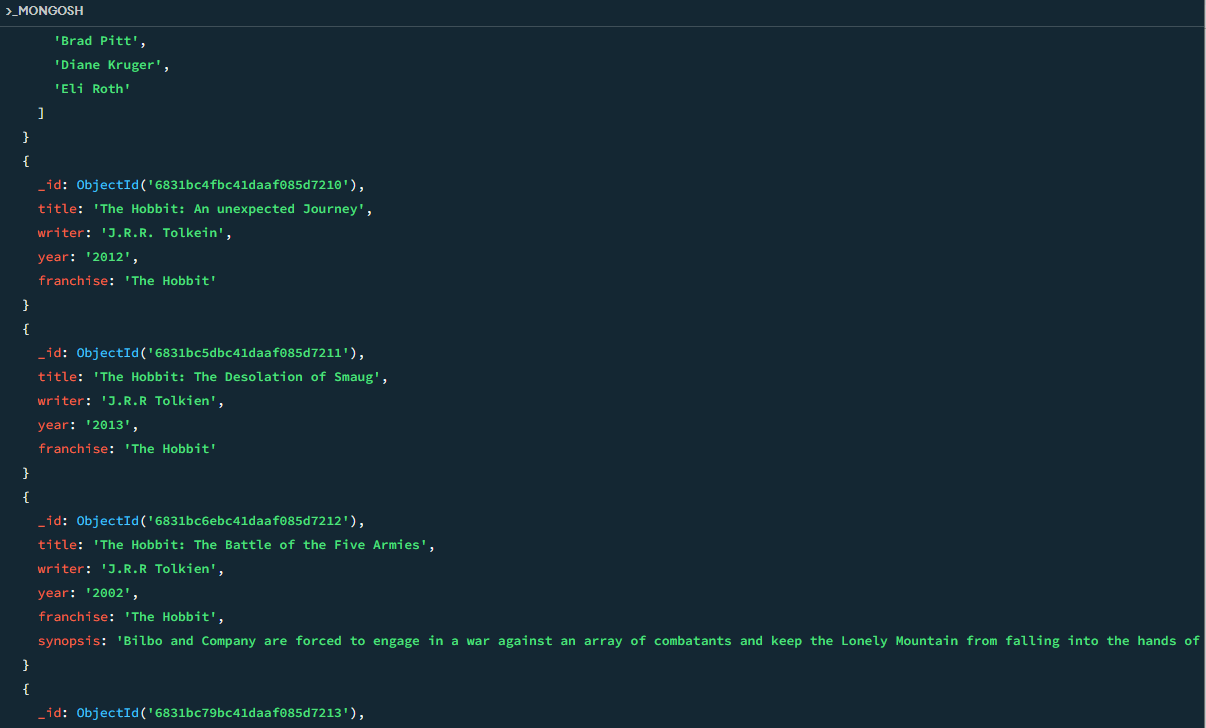 >_MONGOSH
'Brad Pitt',
'Diane Kruger',
'Eli Roth'
]
}
{
_id: ObjectId('6831bc4fbc41daaf085d7210'),
title: 'The Hobbit: An unexpected Journey',
writer: 'J.R.R. Tolkein',
year: '2012',
franchise: 'The Hobbit'
}
{
_id: ObjectId('6831bc5dbc41daaf085d7211'),
title: 'The Hobbit: The Desolation of Smaug',
writer: 'J.R.R Tolkien',
year: '2013',
franchise: 'The Hobbit'
}
{
_id: ObjectId('6831bc6ebc41daaf085d7212'),
title: 'The Hobbit: The Battle of the Five Armies',
writer: 'J.R.R Tolkien',
year: '2002',
franchise: 'The Hobbit',
synopsis: 'Bilbo and Company are forced to engage in a war against an array of combatants and keep the Lonely Mountain from falling into the hands of
}
{
_id: ObjectId('6831bc79bc41daaf085d7213'),